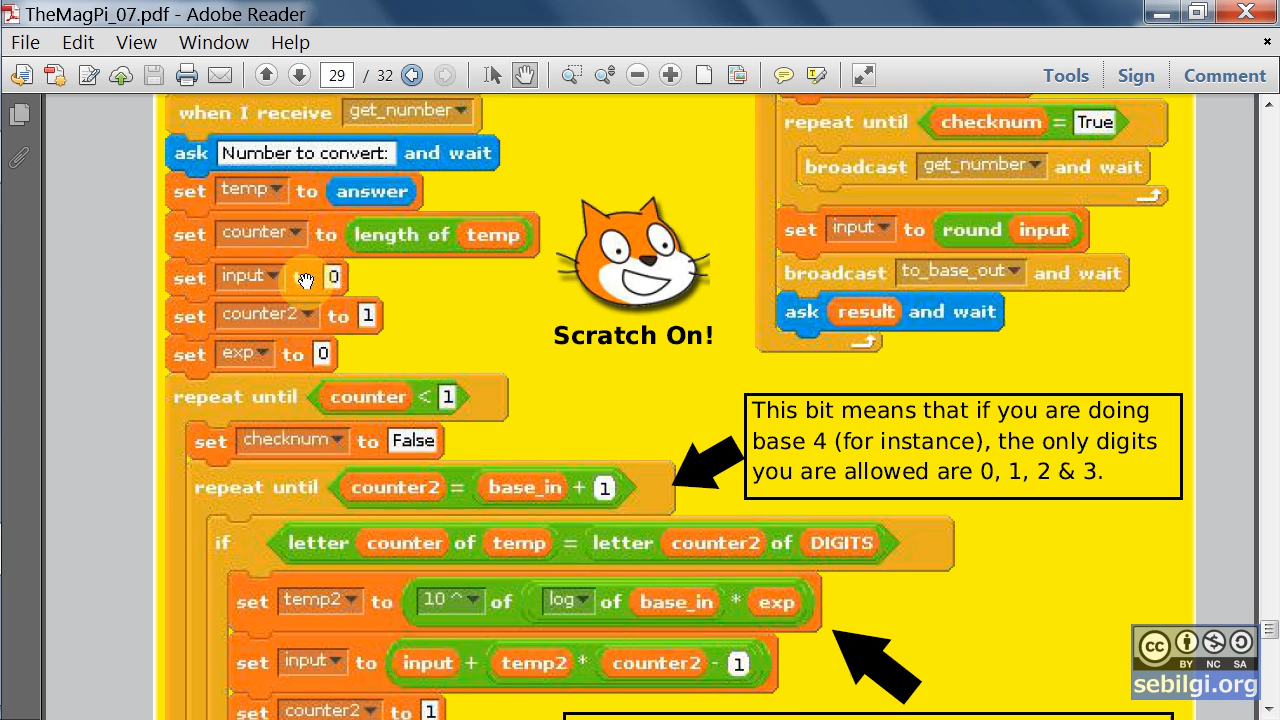 TheMagPi_07.pdf - Adobe Reader
File Edit View Window Help
29 / 32
Tools Sign Comment
when I receive get_number
ask Number to convert: and wait
set temp to answer
set counter to length of temp
set input to 0
set counter2 to 1
set exp to 0
repeat until counter < 1
set checknum to False
repeat until counter2 = base_in + 1
if letter counter of temp = letter counter2 of DIGITS
set temp2 to 10 ^ of log of base_in * exp
set input to input + temp2 * counter2 - 1
set counter2 to 1
Scratch On!
repeat until checknum = True
broadcast get_number and wait
set input to round input
broadcast to_base_out and wait
ask result and wait
This bit means that if you are doing
base 4 (for instance), the only digits
you are allowed are 0, 1, 2 & 3.
cc BY NC SA
sebilgi.org